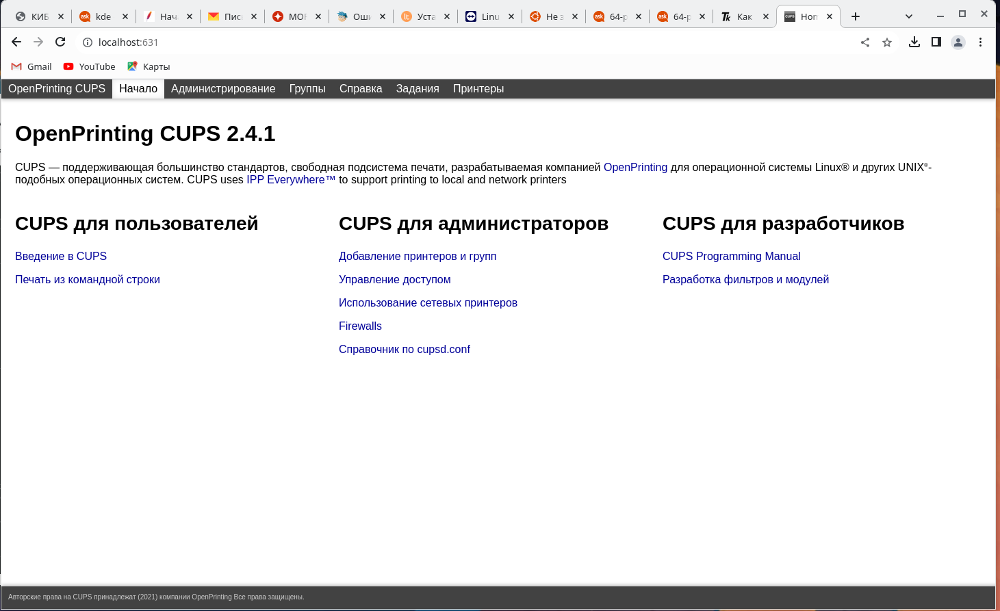 КИБ kde Нач Пис МОР Оши Уста Linu Не з 64-р 64-р Как Hom
localhost:631
Gmail YouTube Карты
OpenPrinting CUPS Начало Администрирование Группы Справка Задания Принтеры
OpenPrinting CUPS 2.4.1
CUPS — поддерживающая большинство стандартов, свободная подсистема печати, разрабатываемая компанией OpenPrinting для операционной системы Linux® и других UNIX®-
подобных операционных систем. CUPS uses IPP Everywhere™ to support printing to local and network printers
CUPS для пользователей
Введение в CUPS
Печать из командной строки
CUPS для администраторов
Добавление принтеров и групп
Управление доступом
Использование сетевых принтеров
Firewalls
Справочник по cupsd.conf
CUPS для разработчиков
CUPS Programming Manual
Разработка фильтров и модулей
Авторские права на CUPS принадлежат (2021) компании OpenPrinting Все права защищены.